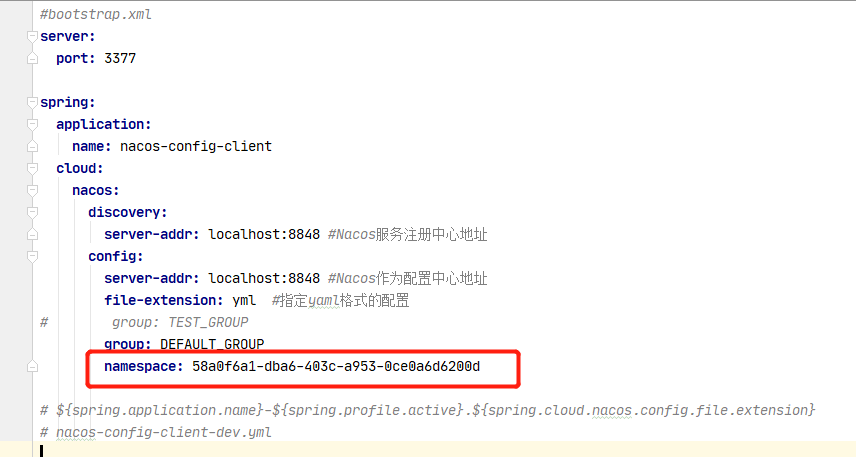 #bootstrap.xml
server:
  port: 3377

spring:
  application:
    name: nacos-config-client
  cloud:
    nacos:
      discovery:
        server-addr: localhost:8848 #Nacos服务注册中心地址
      config:
        server-addr: localhost:8848 #Nacos作为配置中心地址
        file-extension: yml  #指定yaml格式的配置
#        group: TEST_GROUP
        group: DEFAULT_GROUP
        namespace: 58a0f6a1-dba6-403c-a953-0ce0a6d6200d

# ${spring.application.name}-${spring.profile.active}.${spring.cloud.nacos.config.file.extension}
# nacos-config-client-dev.yml